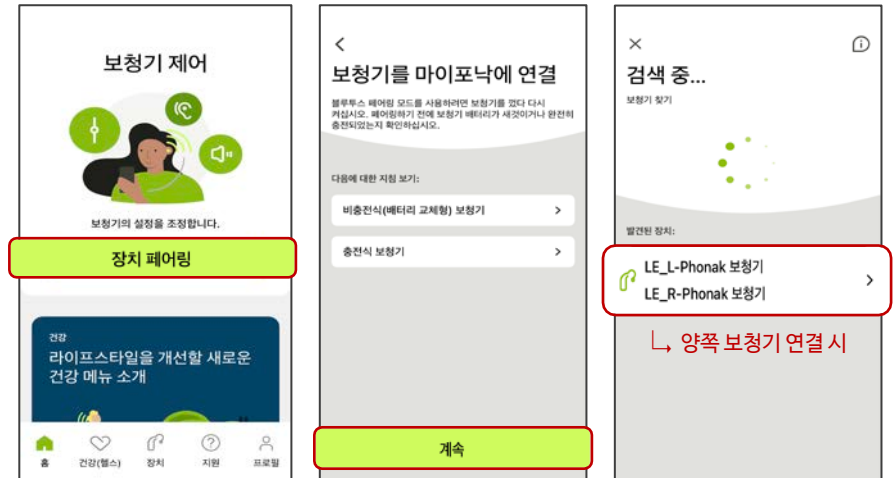 보청기 제어
보청기의 설정을 조정합니다.
장치 페어링
건강
라이프스타일을 개선할 새로운
건강 메뉴 소개
홈
건강(헬스)
장치
지원
프로필
보청기를 마이포낙에 연결
블루투스 페어링 모드를 사용하려면 보청기를 껐다 다시
켜십시오. 페어링하기 전에 보청기 배터리가 새것이거나 완전히
충전되었는지 확인하십시오.
다음에 대한 지침 보기:
비충전식(배터리 교체형) 보청기
충전식 보청기
계속
검색 중...
보청기 찾기
발견된 장치:
LE_L-Phonak 보청기
LE_R-Phonak 보청기
양쪽 보청기 연결 시